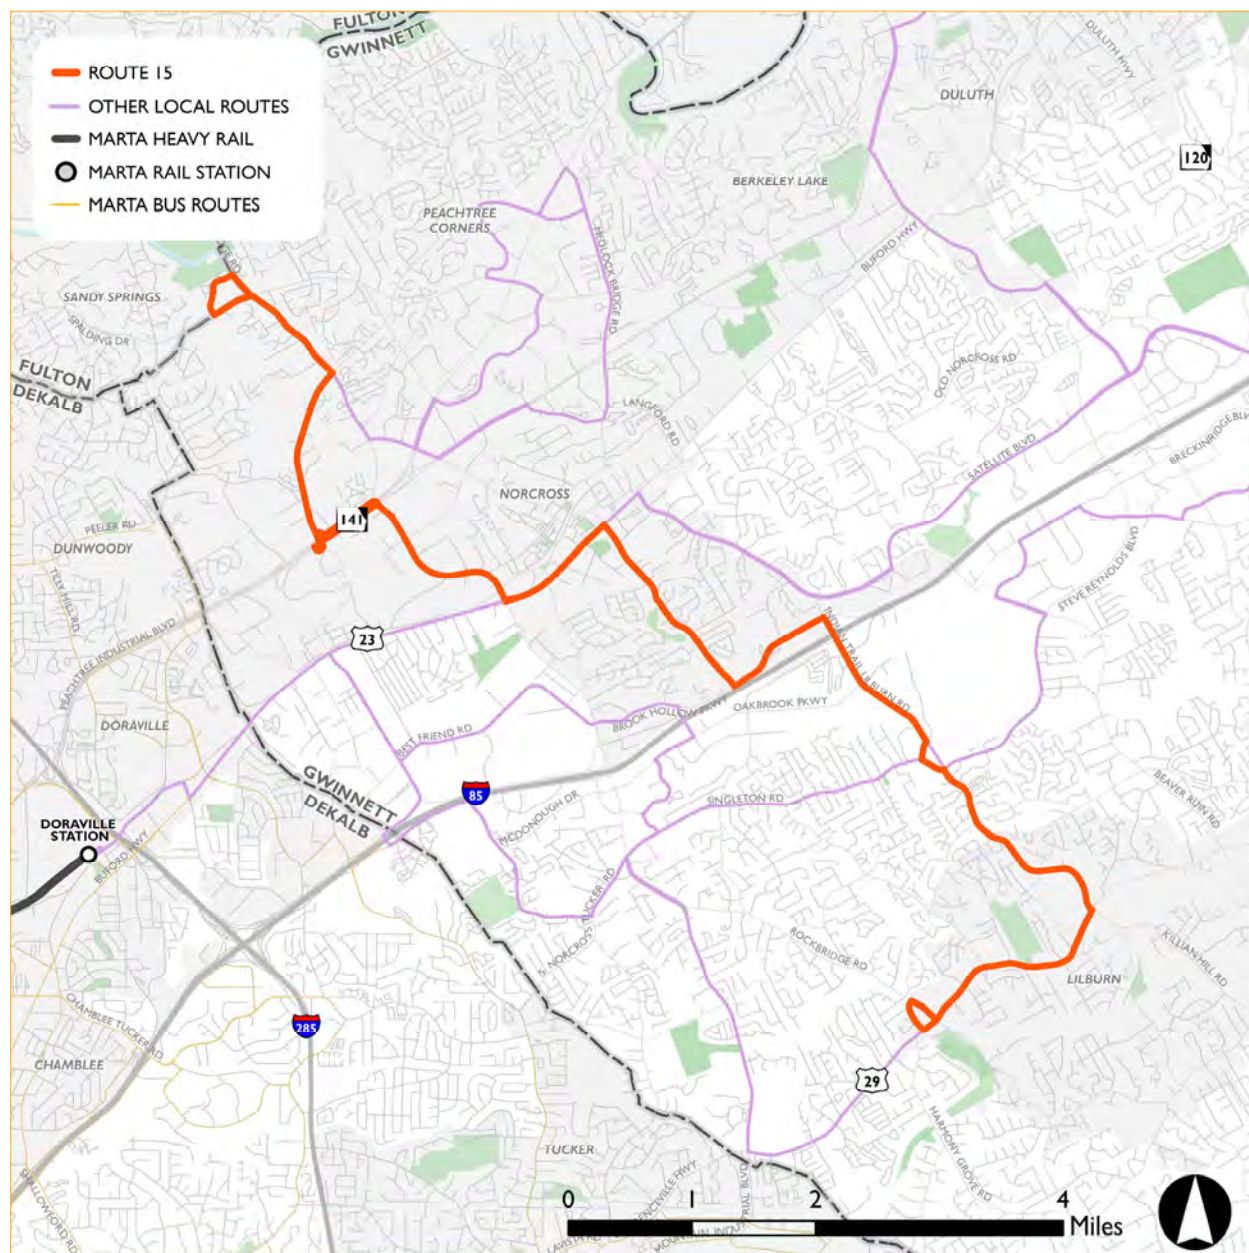 FULTON
GWINNETT
ROUTE 15
OTHER LOCAL ROUTES
MARTA HEAVY RAIL
MARTA RAIL STATION
MARTA BUS ROUTES
DULUTH HWY
DULUTH
120
BERKELEY LAKE
PEACHTREE
CORNERS
MEDLOCK BRIDGE RD
BUFORD HWY
SANDY SPRINGS
SPALDING DR
FULTON
DEKALB
OLD NORCROSS RD
LANGFORD RD
BRECKINRIDGE BLV
SATELLITE BLVD
NORCROSS
141
PEELER RD
DUNWOODY
TILLY MILL RD
STEVE REYNOLDS BLVD
PEACHTREE INDUSTRIAL BLVD
23
INDIAN TRAIL LILBURN RD
OAKBROOK PKWY
BROOK HOLLOW PKWY
DORAVILLE
BEST FRIEND RD
GWINNETT
DEKALB
85
SINGLETON RD
MCDONOUGH DR
BEAVER RUIN RD
DORAVILLE
STATION
BUFORD HWY
S. NORCROSS TUCKER RD
ROCKBRIDGE RD
KILLIAN HILL RD
LILBURN
CHAMBLEE TUCKER RD
285
CHAMBLEE
29
HARMONY GROVE RD
TUCKER
SHALLOWFORD RD
0 1 2 4
Miles